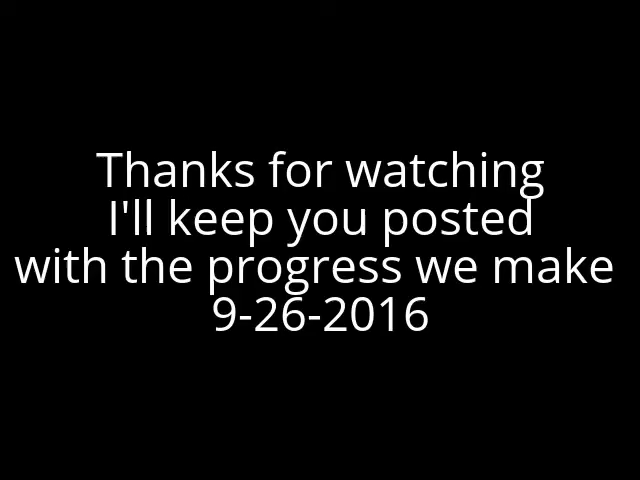 Thanks for watching
I'll keep you posted
with the progress we make
9-26-2016